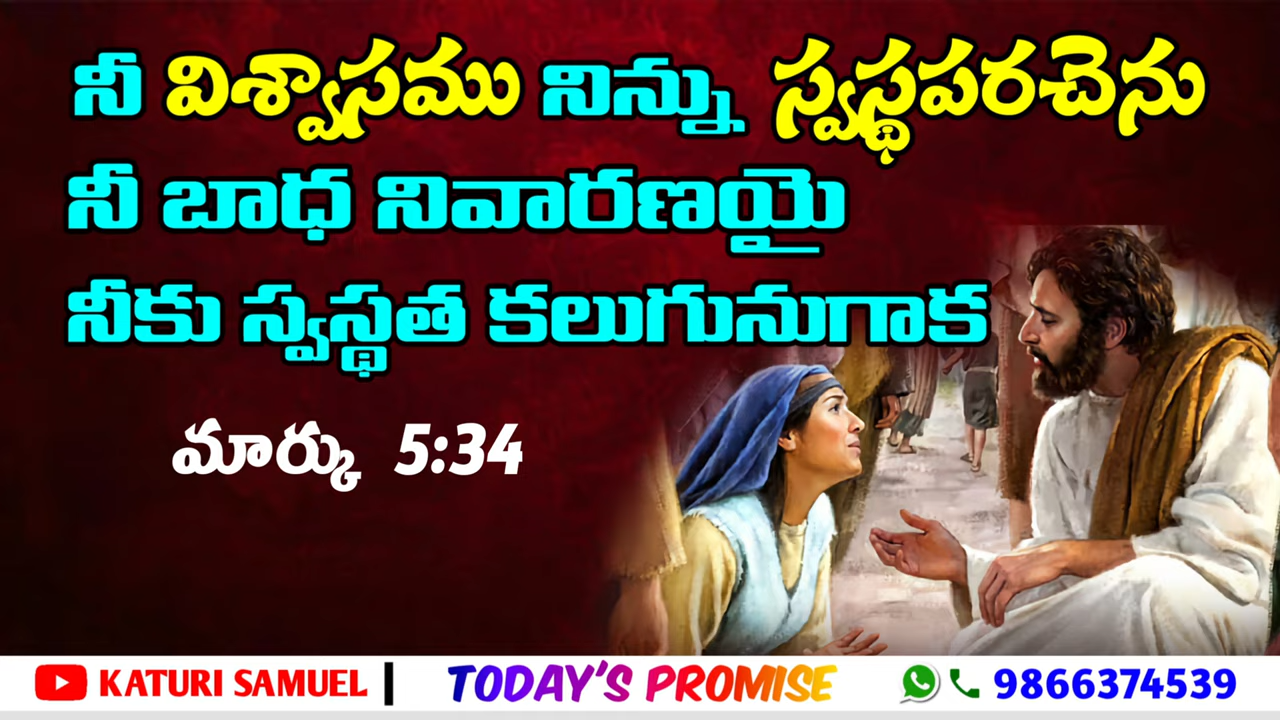 నీ విశ్వాసము నిన్ను స్వస్థపరచెను
నీ బాధ నివారణయై
నీకు స్వస్థత కలుగునుగాక
మార్కు 5:34
KATURI SAMUEL | TODAY'S PROMISE 9866374539